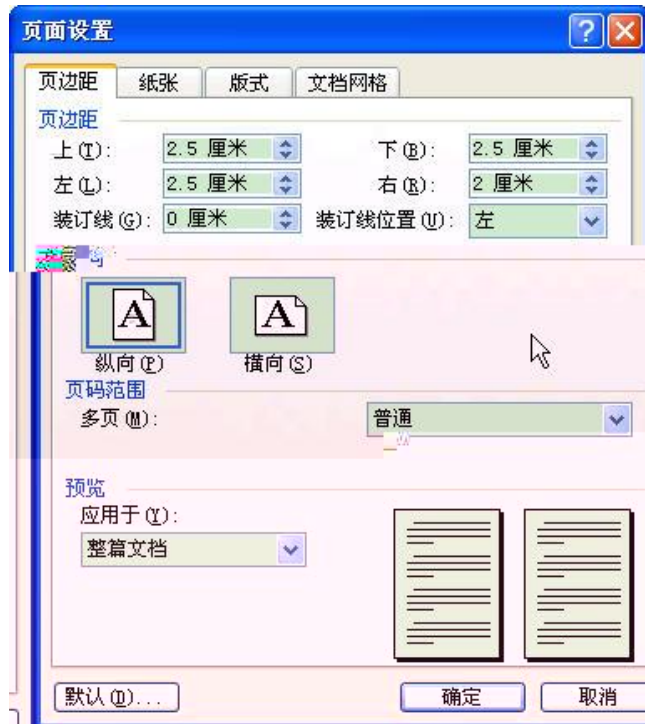 页面设置
页边距 纸张 版式 文档网格
页边距
上(T): 2.5 厘米 下(B): 2.5 厘米
左(L): 2.5 厘米 右(R): 2 厘米
装订线(G): 0 厘米 装订线位置(U): 左
A A
纵向(P) 横向(S)
页码范围
多页(M): 普通
预览
应用于(Y):
整篇文档
默认(D)... 确定 取消